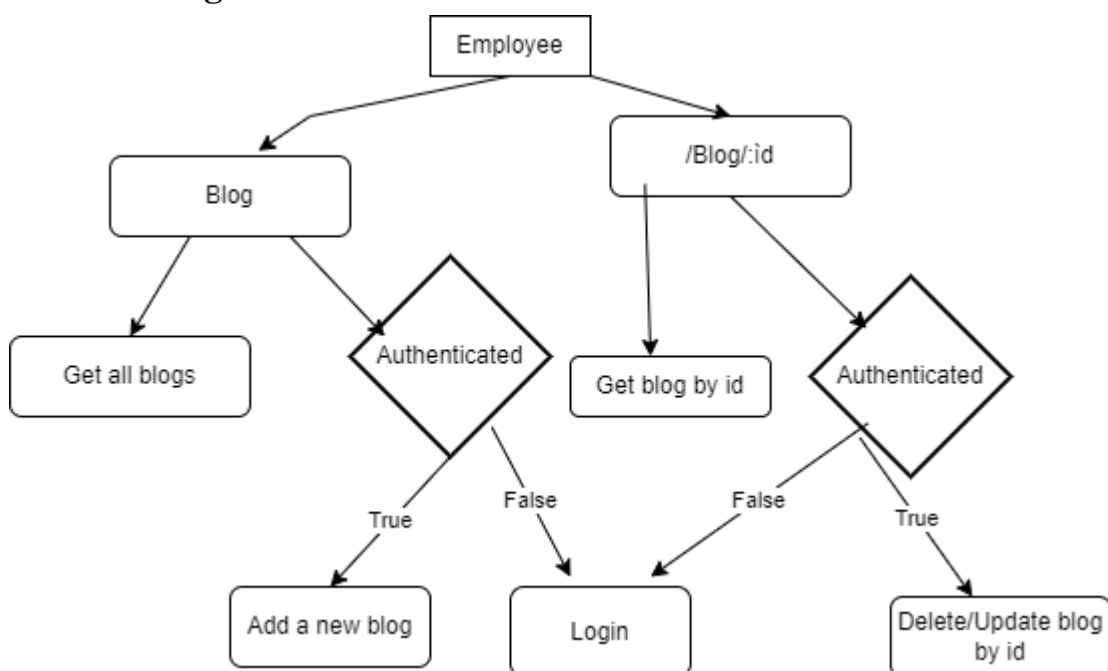 Employee
/Blog/:id
Blog
Authenticated
Get all blogs
Authenticated
Get blog by id
False
False
True
True
Add a new blog
Login
Delete/Update blog
by id